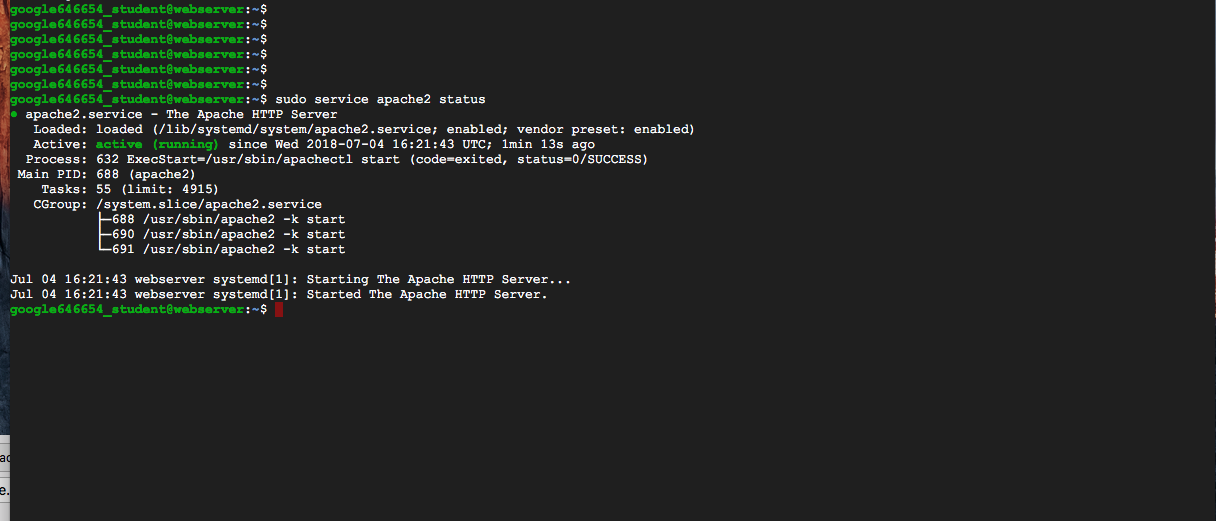 google646654_student@webserver:~$
google646654_student@webserver:~$
google646654_student@webserver:~$
google646654_student@webserver:~$
google646654_student@webserver:~$
google646654_student@webserver:~$
google646654_student@webserver:~$ sudo service apache2 status
● apache2.service - The Apache HTTP Server
   Loaded: loaded (/lib/systemd/system/apache2.service; enabled; vendor preset: enabled)
   Active: active (running) since Wed 2018-07-04 16:21:43 UTC; 1min 13s ago
  Process: 632 ExecStart=/usr/sbin/apachectl start (code=exited, status=0/SUCCESS)
 Main PID: 688 (apache2)
    Tasks: 55 (limit: 4915)
   CGroup: /system.slice/apache2.service
           ├─688 /usr/sbin/apache2 -k start
           ├─690 /usr/sbin/apache2 -k start
           └─691 /usr/sbin/apache2 -k start

Jul 04 16:21:43 webserver systemd[1]: Starting The Apache HTTP Server...
Jul 04 16:21:43 webserver systemd[1]: Started The Apache HTTP Server.
google646654_student@webserver:~$